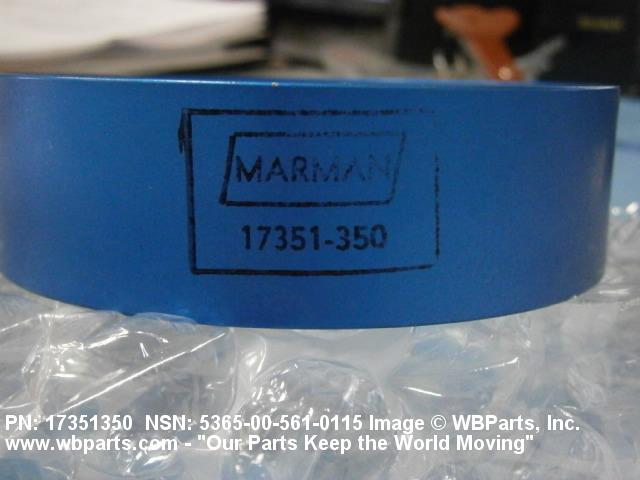 MARMAN
17351-350
PN: 17351350 NSN: 5365-00-561-0115 Image © WBParts, Inc.
www.wbparts.com - "Our Parts Keep the World Moving"